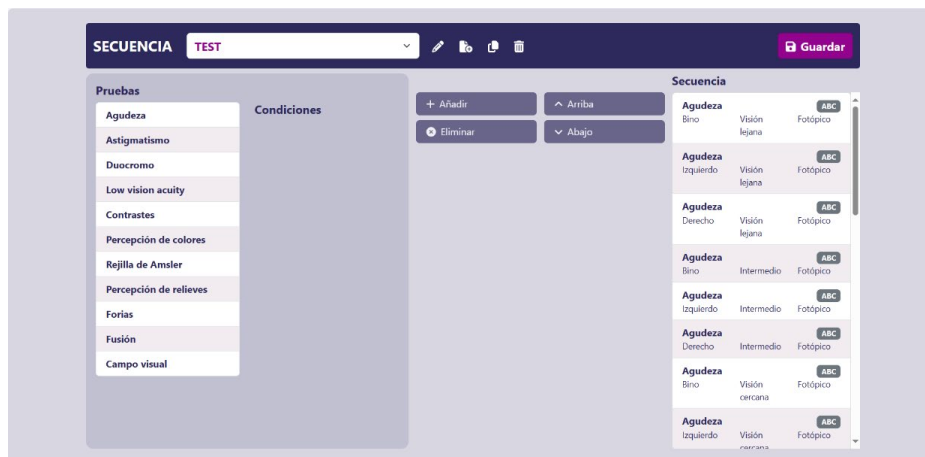 SECUENCIA TEST Guardar
Pruebas
Agudeza
Astigmatismo
Duocromo
Low vision acuity
Contrastes
Percepción de colores
Rejilla de Amsler
Percepción de relieves
Forias
Fusión
Campo visual
Condiciones
+ Añadir
Arriba
Eliminar
Abajo
Secuencia
Agudeza ABC
Bino Visión lejana Fotópico
Agudeza ABC
Izquierdo Visión lejana Fotópico
Agudeza ABC
Derecho Visión lejana Fotópico
Agudeza ABC
Bino Intermedio Fotópico
Agudeza ABC
Izquierdo Intermedio Fotópico
Agudeza ABC
Derecho Intermedio Fotópico
Agudeza ABC
Bino Visión cercana Fotópico
Agudeza ABC
Izquierdo Visión cercana Fotópico